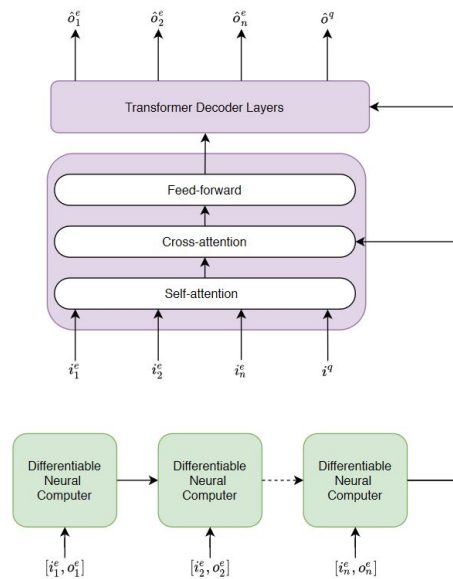 ô₁ᵉ ô₂ᵉ ôₙᵉ ô^q
Transformer Decoder Layers
Feed-forward
Cross-attention
Self-attention
i₁ᵉ i₂ᵉ iₙᵉ i^q
Differentiable
Neural
Computer
Differentiable
Neural
Computer
Differentiable
Neural
Computer
[i₁ᵉ, o₁ᵉ] [i₂ᵉ, o₂ᵉ] [iₙᵉ, oₙᵉ]